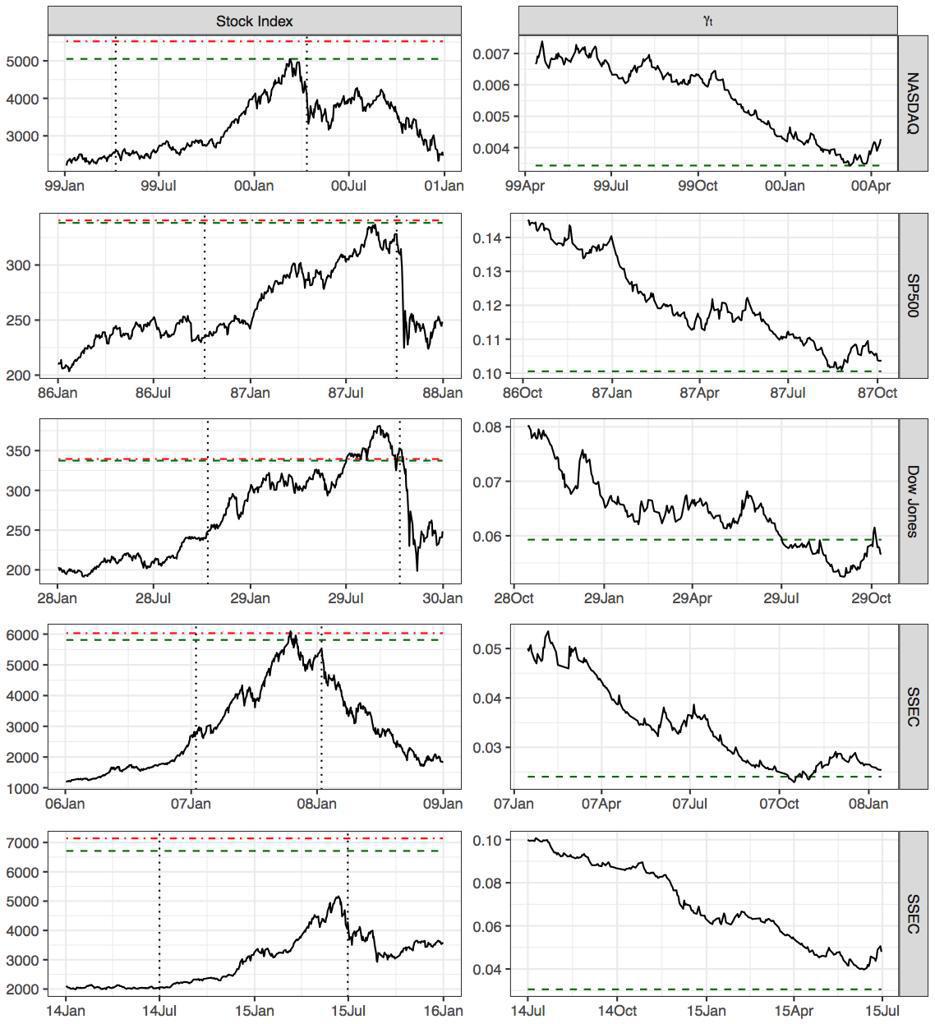 Stock Index γt
5000
4000
3000
99Jan 99Jul 00Jan 00Jul 01Jan
0.007
0.006
0.005
0.004
99Apr 99Jul 99Oct 00Jan 00Apr
NASDAQ
300
250
200
86Jan 86Jul 87Jan 87Jul 88Jan
0.14
0.13
0.12
0.11
0.10
86Oct 87Jan 87Apr 87Jul 87Oct
SP500
350
300
250
200
28Jan 28Jul 29Jan 29Jul 30Jan
0.08
0.07
0.06
28Oct 29Jan 29Apr 29Jul 29Oct
Dow Jones
6000
5000
4000
3000
2000
1000
06Jan 07Jan 08Jan 09Jan
0.05
0.04
0.03
07Jan 07Apr 07Jul 07Oct 08Jan
SSEC
7000
6000
5000
4000
3000
2000
14Jan 14Jul 15Jan 15Jul 16Jan
0.10
0.08
0.06
0.04
14Jul 14Oct 15Jan 15Apr 15Jul
SSEC